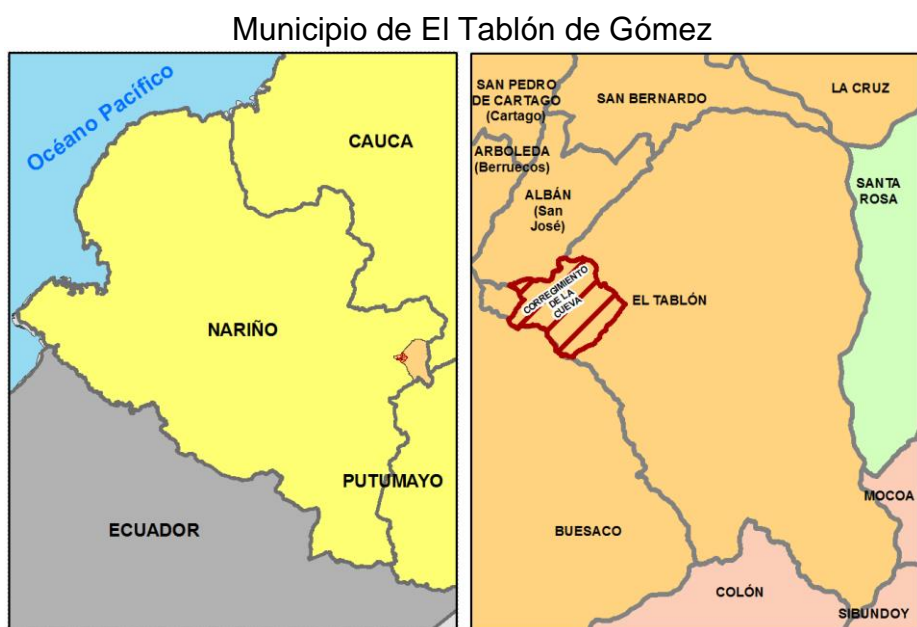 Municipio de El Tablón de Gómez
Océano Pacífico
CAUCA
NARIÑO
PUTUMAYO
ECUADOR
SAN PEDRO
DE CARTAGO
(Cartago)
SAN BERNARDO
LA CRUZ
ARBOLEDA
(Berruecos)
SANTA
ROSA
ALBÁN
(San
José)
CORREGIMIENTO
DE LA
CUEVA
EL TABLÓN
MOCOA
BUESACO
COLÓN
SIBUNDOY